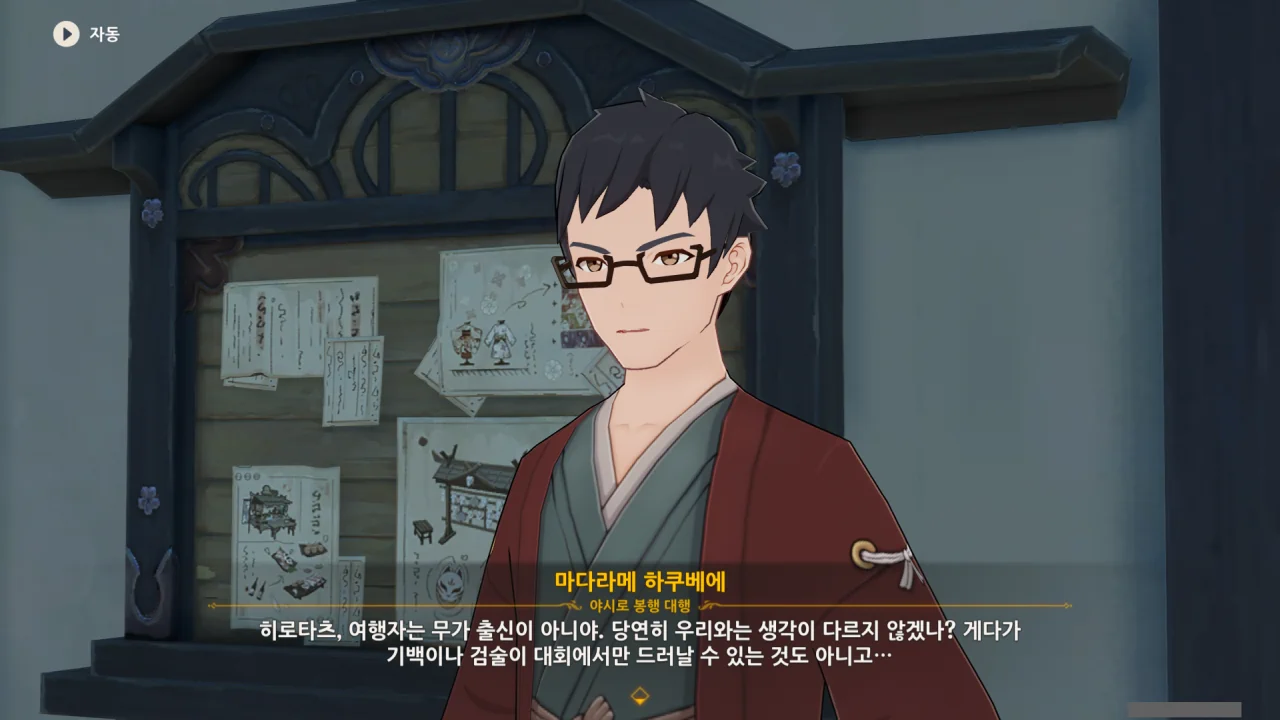 자동
마다라메 하쿠베에
야시로 봉행 대행
히로타츠, 여행자는 무가 출신이 아니야. 당연히 우리와는 생각이 다르지 않겠나? 게다가
기백이나 검술이 대회에서만 드러날 수 있는 것도 아니고…